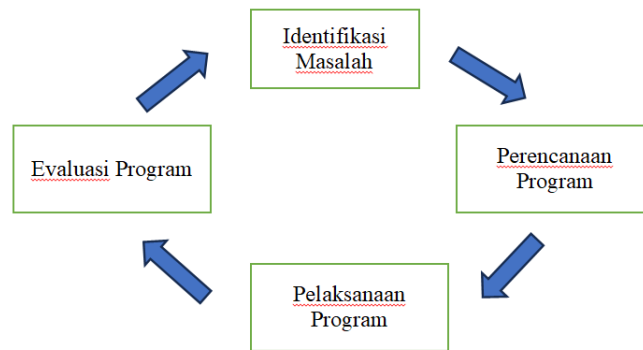 Identifikasi
Masalah
Perencanaan
Program
Pelaksanaan
Program
Evaluasi Program